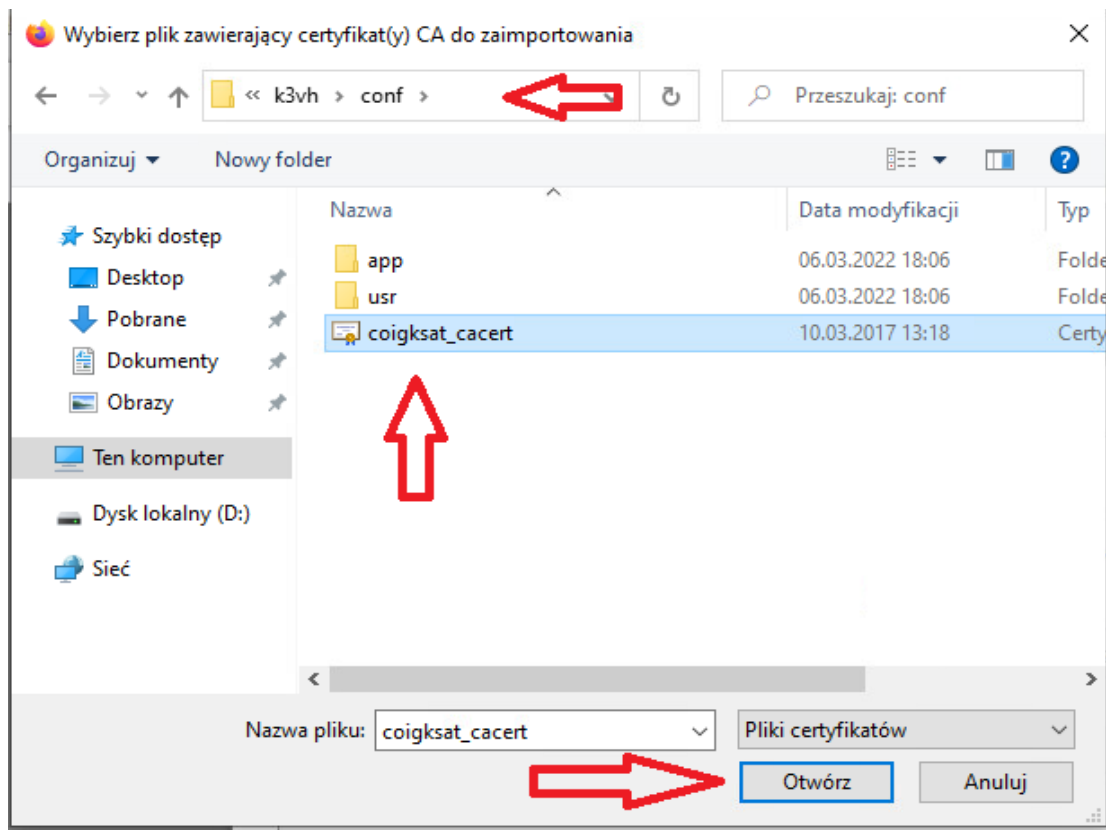 Wybierz plik zawierający certyfikat(y) CA do zaimportowania
« k3vh › conf ›
Przeszukaj: conf
Organizuj
Nowy folder
Nazwa
Data modyfikacji
Typ
Szybki dostęp
Desktop
Pobrane
Dokumenty
Obrazy
Ten komputer
Dysk lokalny (D:)
Sieć
app 06.03.2022 18:06 Folde
usr 06.03.2022 18:06 Folde
coigksat_cacert 10.03.2017 13:18 Certy
Nazwa pliku: coigksat_cacert
Pliki certyfikatów
Otwórz
Anuluj